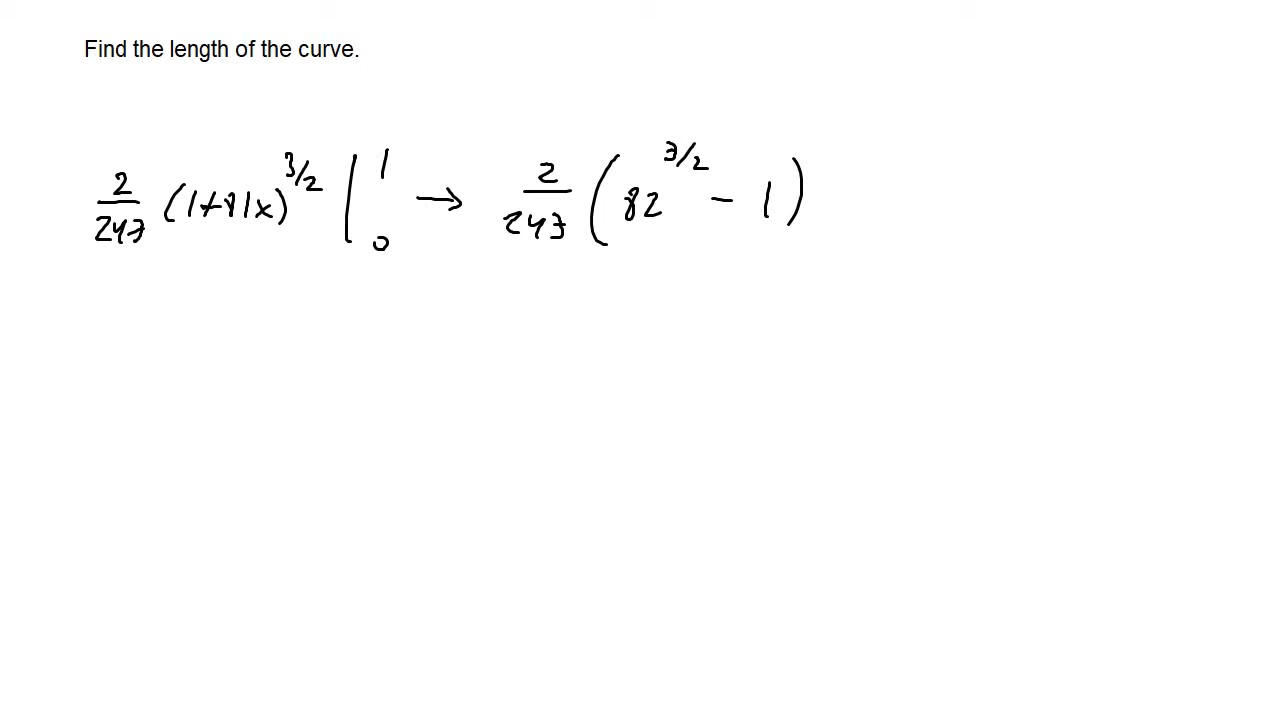 Find the length of the curve.
2/243 (1+81x)^3/2 |_0^1 → 2/243 (82^3/2 - 1)